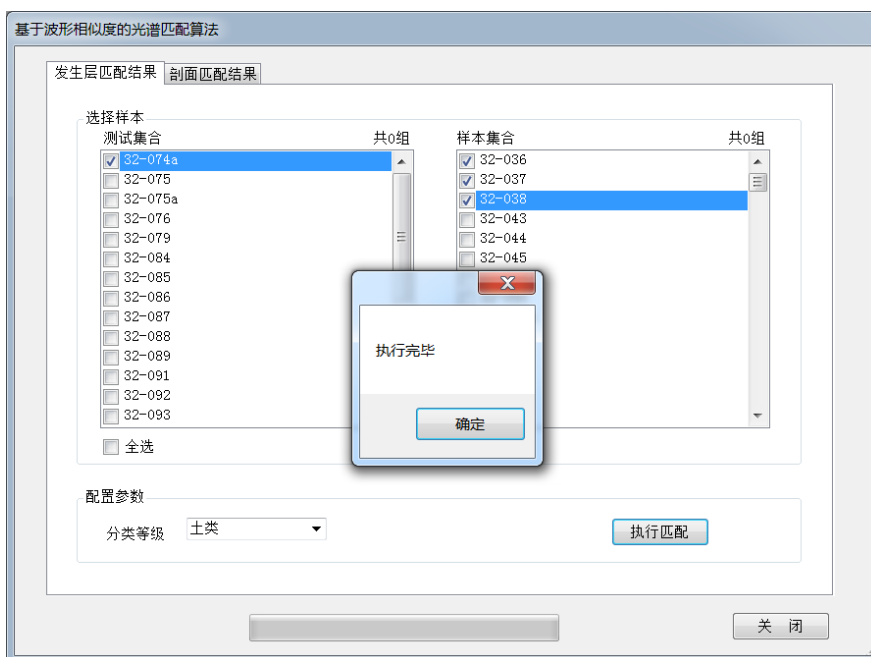 基于波形相似度的光谱匹配算法
发生层匹配结果 剖面匹配结果
选择样本
测试集合 共0组 样本集合 共0组
32-074a 32-036
32-075 32-037
32-075a 32-038
32-076 32-043
32-079 32-044
32-084 32-045
32-085
32-086
32-087
32-088
32-089
32-091
32-092
32-093
执行完毕
确定
全选
配置参数
分类等级 土类 执行匹配
关 闭